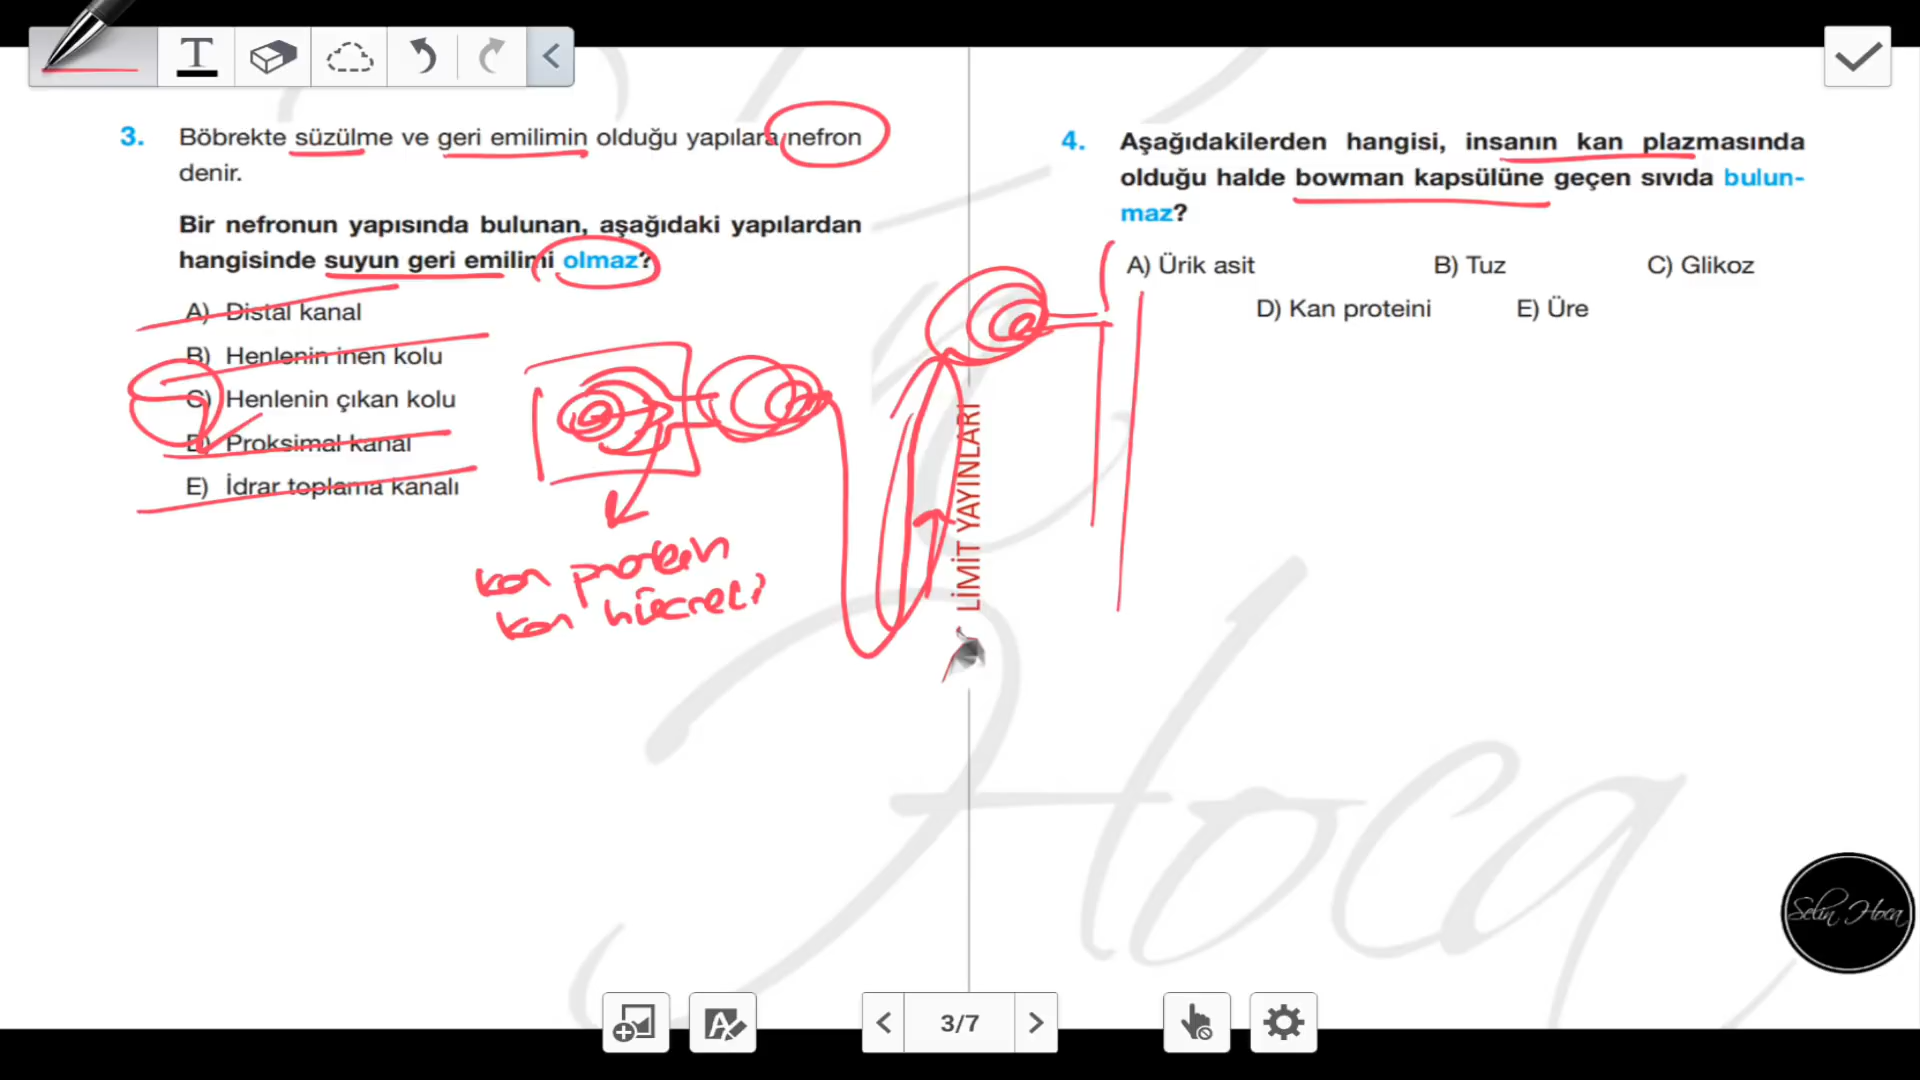 3. Böbrekte süzülme ve geri emilimin olduğu yapılara nefron
denir.
Bir nefronun yapısında bulunan, aşağıdaki yapılardan
hangisinde suyun geri emilimi olmaz?
A) Distal kanal
B) Henlenin inen kolu
C) Henlenin çıkan kolu
D) Proksimal kanal
E) İdrar toplama kanalı
kan protein
kan hücreleri
LİMİT YAYINLARI
4. Aşağıdakilerden hangisi, insanın kan plazmasında
olduğu halde bowman kapsülüne geçen sıvıda bulun-
maz?
A) Ürik asit B) Tuz C) Glikoz
D) Kan proteini E) Üre
Hoca
Selin Hoca
3/7